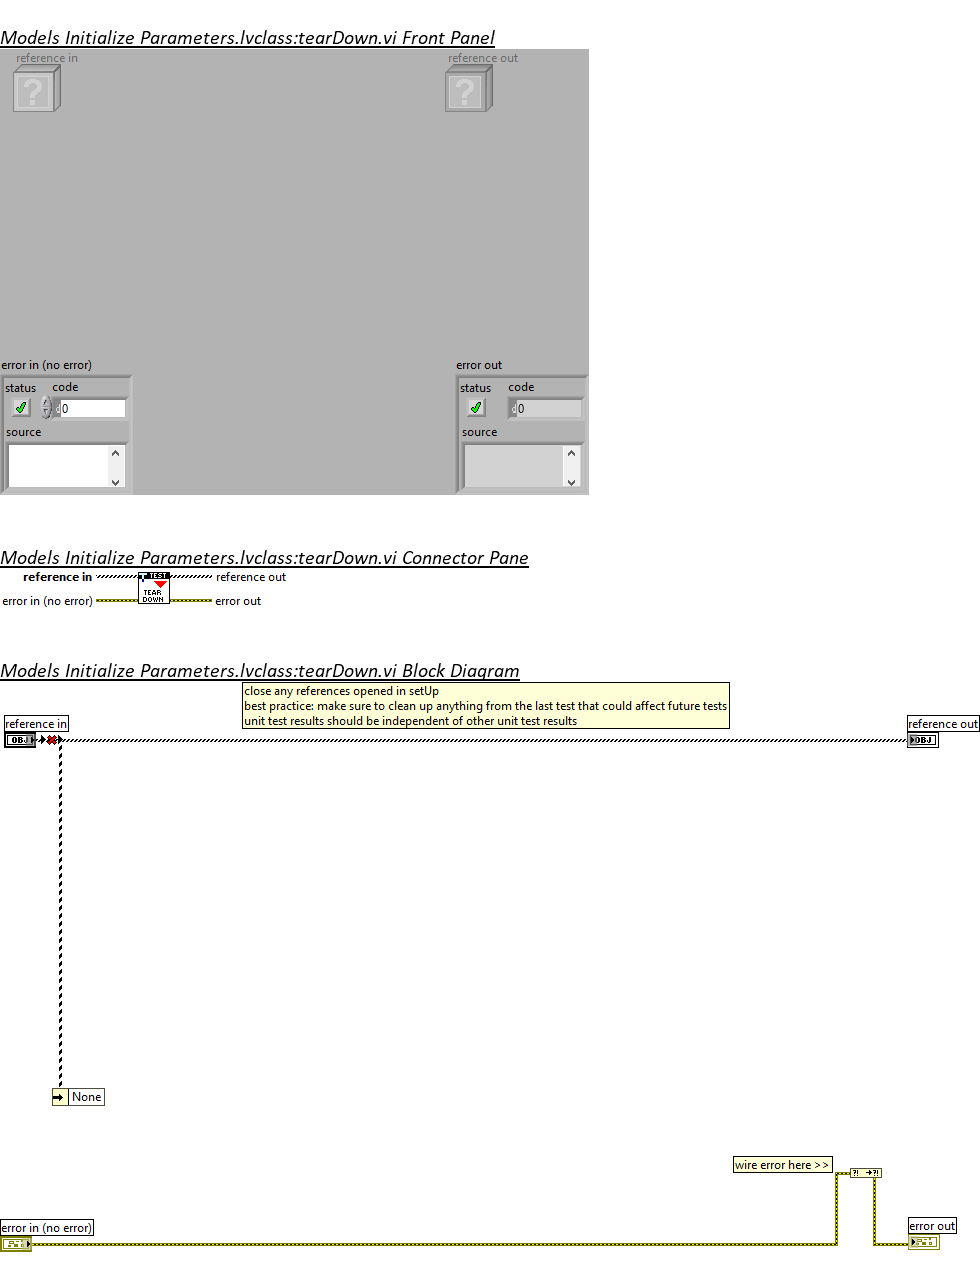 Models Initialize Parameters.lvclass:tearDown.vi Front Panel
reference in
reference out
?
?
error in (no error)
error out
status
code
status
code
d 0
d 0
source
source
Models Initialize Parameters.lvclass:tearDown.vi Connector Pane
reference in
TEST
reference out
TEAR
DOWN
error in (no error)
error out
Models Initialize Parameters.lvclass:tearDown.vi Block Diagram
close any references opened in setUp
best practice: make sure to clean up anything from the last test that could affect future tests
unit test results should be independent of other unit test results
reference in
reference out
OBJ
OBJ
None
wire error here >>
?! ?!
error in (no error)
error out